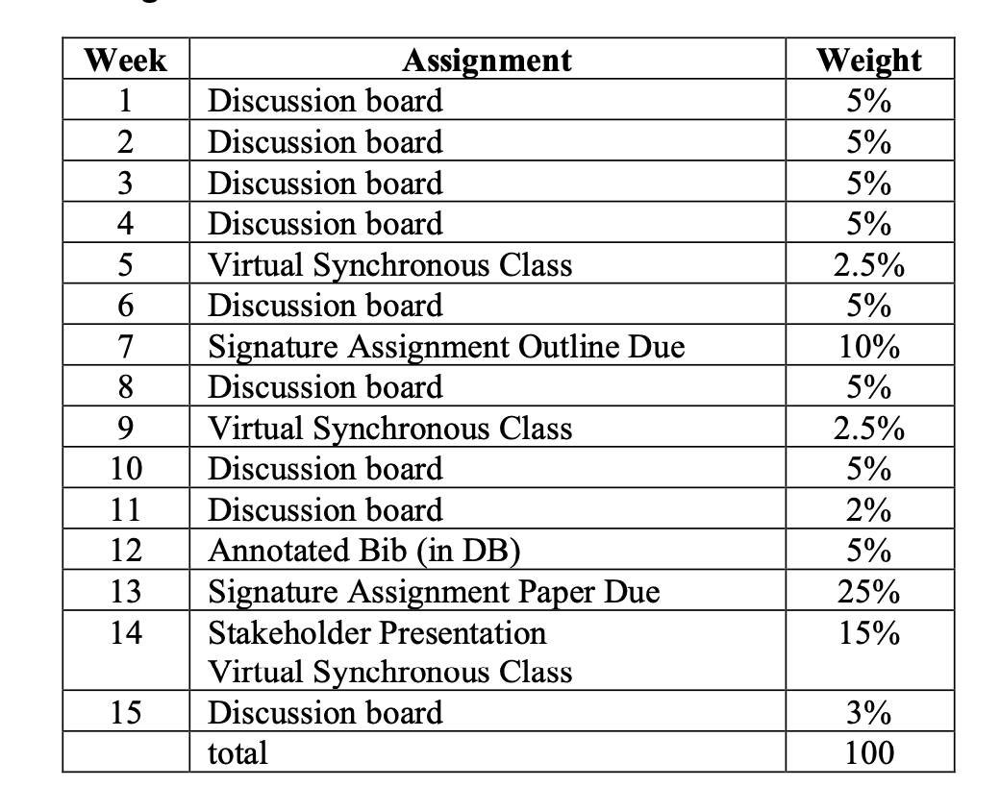 Week Assignment Weight
1 Discussion board 5%
2 Discussion board 5%
3 Discussion board 5%
4 Discussion board 5%
5 Virtual Synchronous Class 2.5%
6 Discussion board 5%
7 Signature Assignment Outline Due 10%
8 Discussion board 5%
9 Virtual Synchronous Class 2.5%
10 Discussion board 5%
11 Discussion board 2%
12 Annotated Bib (in DB) 5%
13 Signature Assignment Paper Due 25%
14 Stakeholder Presentation 15%
Virtual Synchronous Class
15 Discussion board 3%
total 100